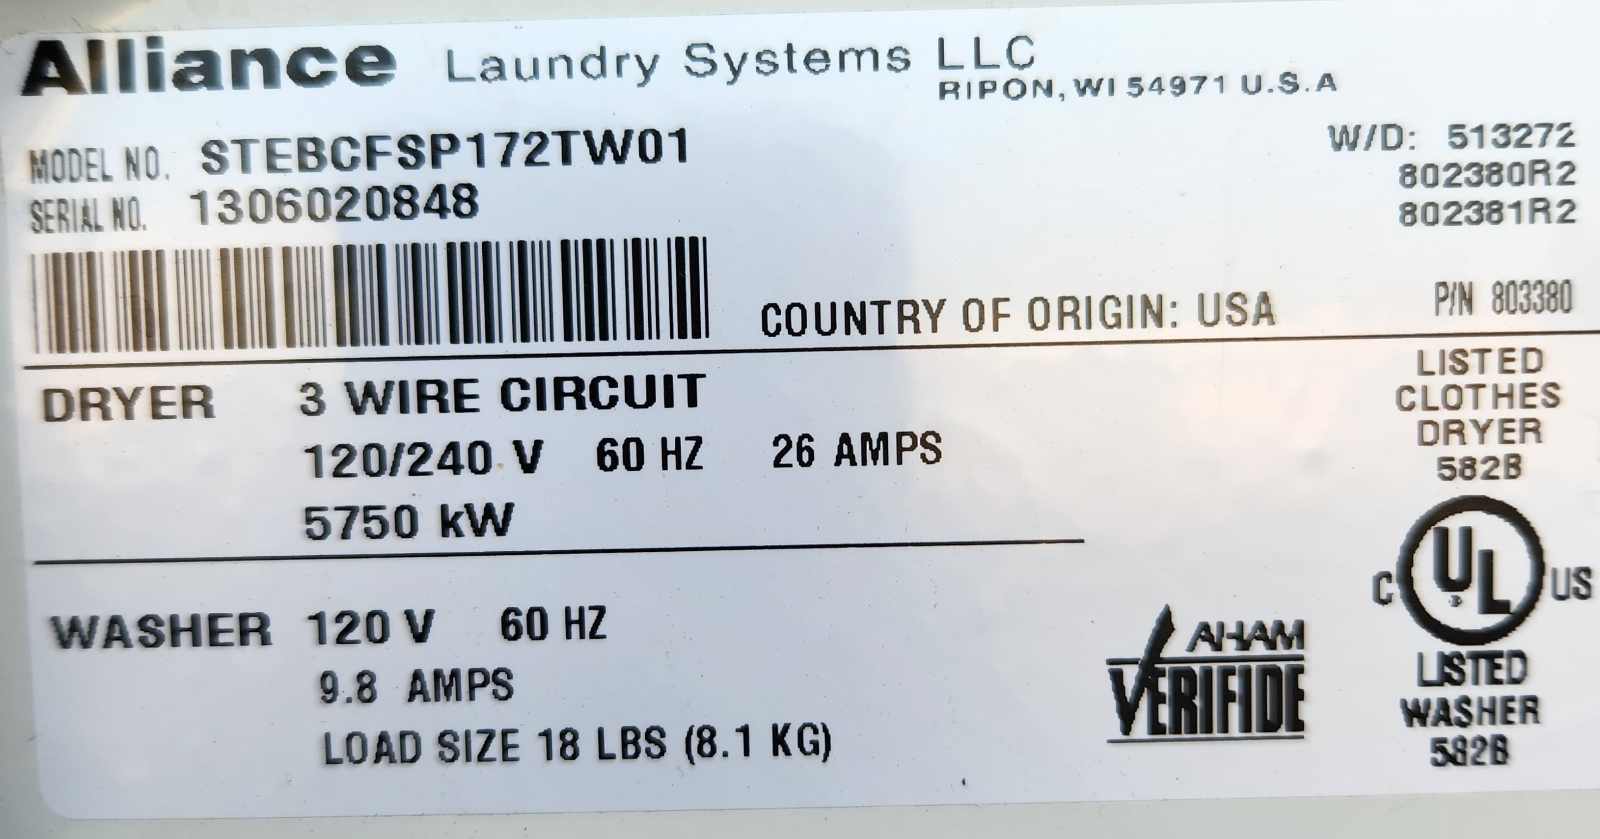 Alliance Laundry Systems LLC
RIPON, WI 54971 U.S.A
MODEL NO. STEBCFSP172TW01
SERIAL NO. 1306020848
W/D: 513272
802380R2
802381R2
COUNTRY OF ORIGIN: USA
P/N 803380
DRYER 3 WIRE CIRCUIT
120/240 V 60 HZ 26 AMPS
5750 kW
LISTED
CLOTHES
DRYER
582B
WASHER 120 V 60 HZ
9.8 AMPS
LOAD SIZE 18 LBS (8.1 KG)
AHAM
VERIFIDE
C UL US
LISTED
WASHER
582B